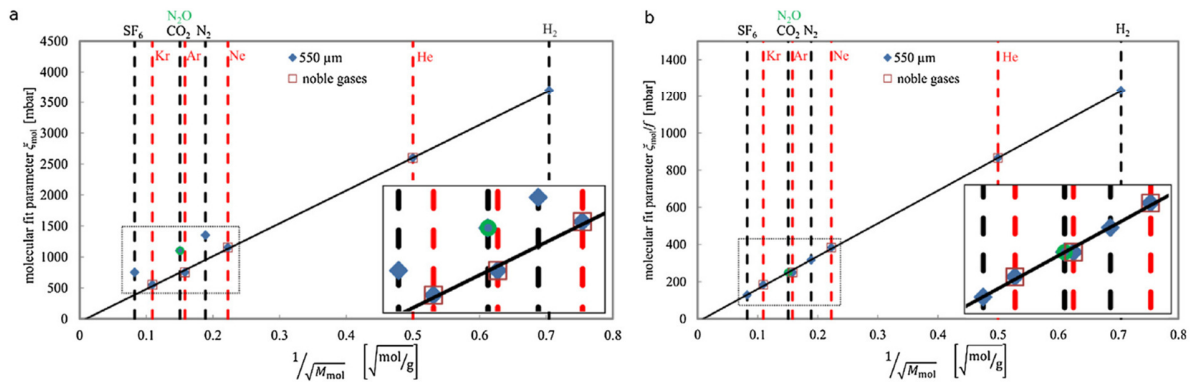 a
N₂O
SF₆ CO₂ N₂ H₂
4500
4000
3500
3000
2500
2000
1500
1000
500
0
Kr Ar Ne He
550 µm
noble gases
molecular fit parameter ξmol [mbar]
0 0.1 0.2 0.3 0.4 0.5 0.6 0.7 0.8
1/√Mmol [√mol/g]
b
N₂O
SF₆ CO₂ N₂ H₂
1400
1200
1000
800
600
400
200
0
Kr Ar Ne He
550 µm
noble gases
molecular fit parameter ξmol/f [mbar]
0 0.1 0.2 0.3 0.4 0.5 0.6 0.7 0.8
1/√Mmol [√mol/g]